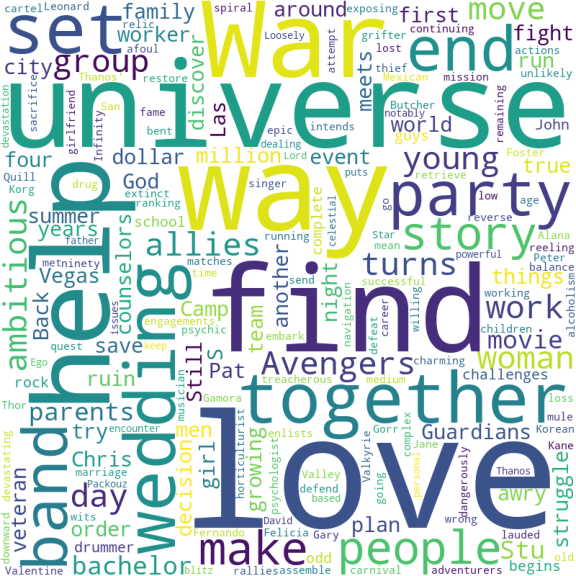 cartel Leonard
relic
afoul
spiral
Loosely
exposing
grifter
thief
attempt
lost
continuing
actions
notably
unlikely
set
war
move
family
worker
around
first
end
fight
city
group
discover
meets
run
Las
Mexican
mission
Butcher
remaining
devastation
sacrifice
girlfriend
Thanos'
restore
Infinity
San
fame
bent
epic
dealing
Lord
intends
puts
universe
world
guys
John
four
dollar
million
event
young
Foster
true
Quill
Korg
drug
God
extinct
ranking
singer
way
complete
retrieve
party
low
age
go
reverse
help
summer
years
father
counselors
school
running
celestial
Star
mean
powerful
Alana
reeling
Peter
balance
story
ambitious
metninety
Vegas
Back
issues
wedding
allies
matches
time
another
night
send
embark
successful
turns
things
alcoholism
working
children
work
engagements.
keep
psychic
Camp
team
find
navigation
defeat
career
willing
movie
Ego
quest
save
S
Pat
Avengers
charming
woman
rock
Thor
ruin
musician
Still
Gamora
treacherous
medium
challenges
loss
mule
parents
encounter
try
men
girl
horticulturist
together
Gorr
complex
Jane
Guardians
Korean
Kane
Chris
marriage
Packouz
decision
growing
enlists
psychologist
Valley
defend
based
Valkyrie
going
personal
dangerously
Thanos
awry
struggle
devastating
downward
veteran
band
day
wits
order
drummer
bachelor
love
Fernando
make
David
Felicia
Gary
odd
plan
wrong
lauded
people
stu
begins
old
Valentine
blitz
rallies
assemble
carnival
adventurers